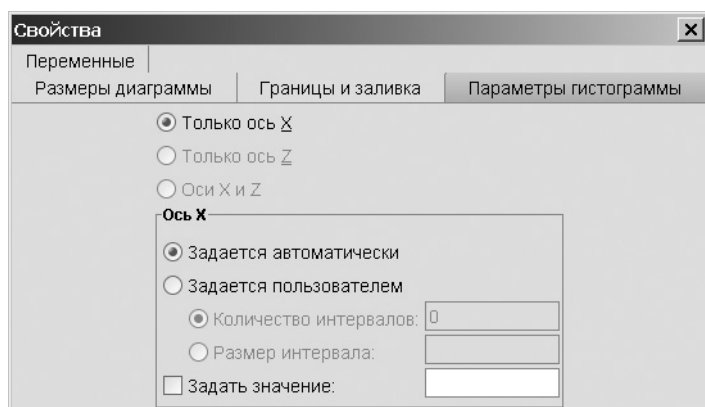 Свойства
Переменные
Размеры диаграммы Границы и заливка Параметры гистограммы
Только ось X
Только ось Z
Оси X и Z
Ось X
Задается автоматически
Задается пользователем
Количество интервалов: 0
Размер интервала:
Задать значение: